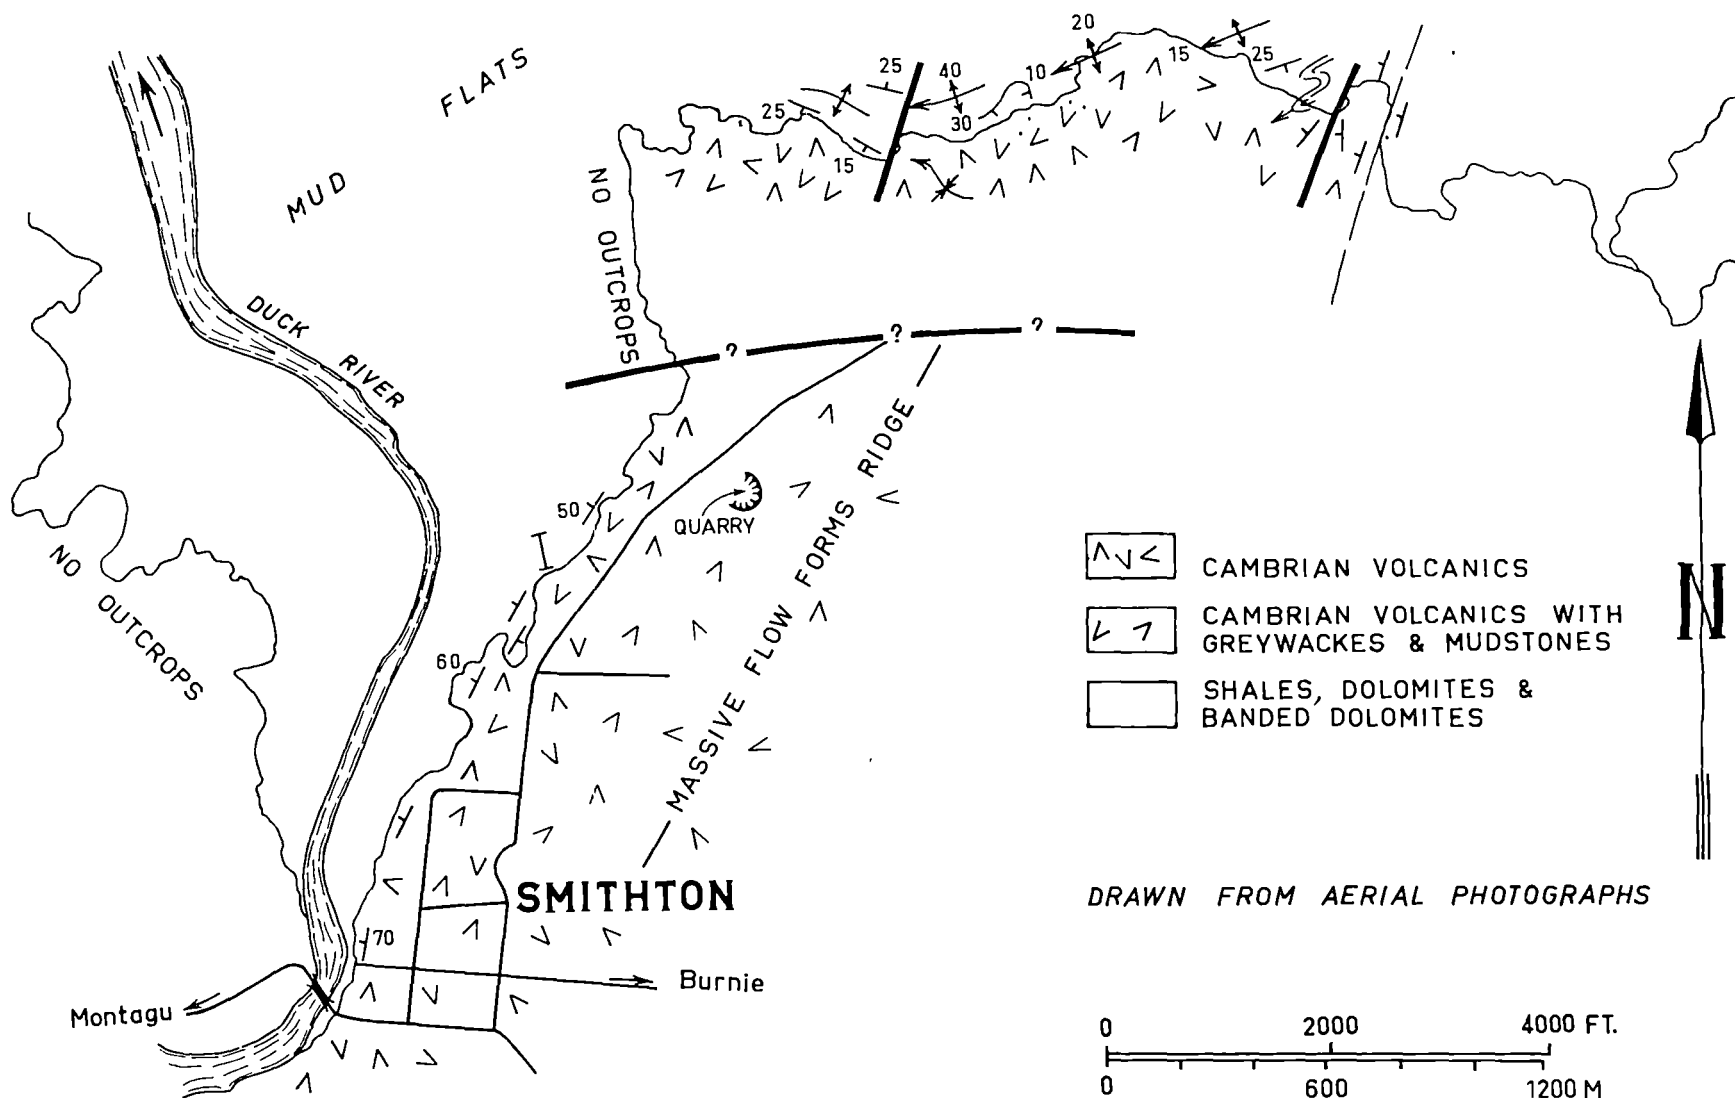 20
25
40
10
15
25
25
30
15
FLATS
MUD
NO OUTCROPS
DUCK
RIVER
?
?
?
MASSIVE FLOW FORMS RIDGE
50
QUARRY
NO
OUTCROPS
60
N
CAMBRIAN VOLCANICS
CAMBRIAN VOLCANICS WITH
GREYWACKES & MUDSTONES
SHALES, DOLOMITES &
BANDED DOLOMITES
SMITHTON
DRAWN FROM AERIAL PHOTOGRAPHS
70
Burnie
Montagu
0 2000 4000 FT.
0 600 1200 M